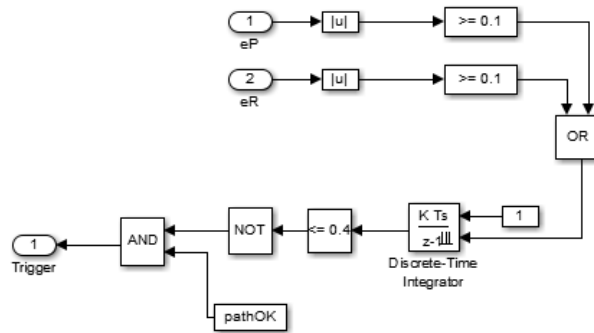 1
|u|
>= 0.1
eP
2
|u|
>= 0.1
eR
OR
1
K Ts
z-1
Discrete-Time
Integrator
<= 0.4
NOT
AND
1
Trigger
pathOK